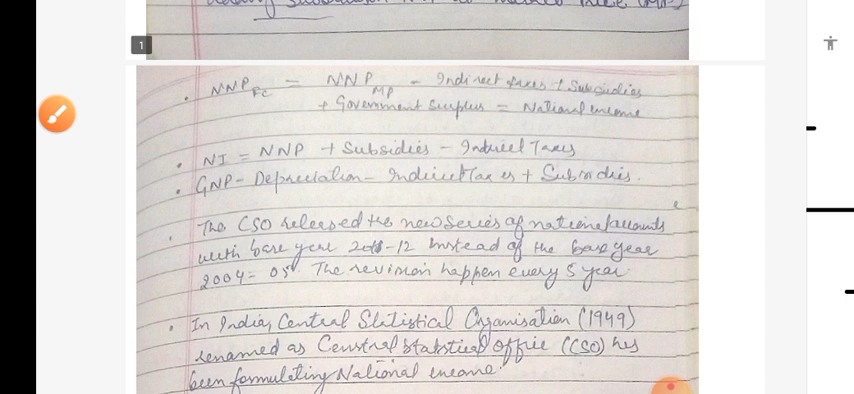 1
NNP FC = NNP MP - Indirect taxes + Subsidies
+ Government Surplus = National income
NI = NNP + Subsidies - Indirect Taxes
GNP - Depreciation - Indirect Taxes + Subsidies.
The CSO released the new Series of national accounts
with base year 2011-12 instead of the base year
2004-05. The revision happen every 5 year.
In India, Central Statistical Organisation (1949)
renamed as Central Statistical Office (CSO) has
been formulating National income.